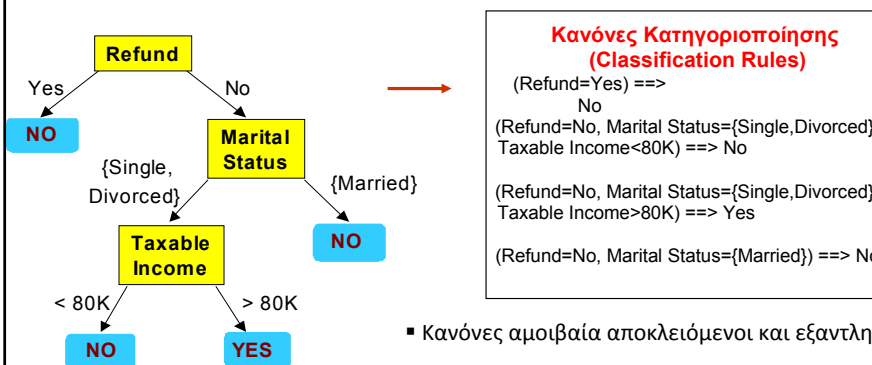 Refund
Yes
No
NO
Marital
Status
{Single,
Divorced}
{Married}
Taxable
Income
NO
< 80K
> 80K
NO
YES
Κανόνες Κατηγοριοποίησης
(Classification Rules)
(Refund=Yes) ==>
No
(Refund=No, Marital Status={Single,Divorced}
Taxable Income<80K) ==> No
(Refund=No, Marital Status={Single,Divorced}
Taxable Income>80K) ==> Yes
(Refund=No, Marital Status={Married}) ==> No
▪ Κανόνες αμοιβαία αποκλειόμενοι και